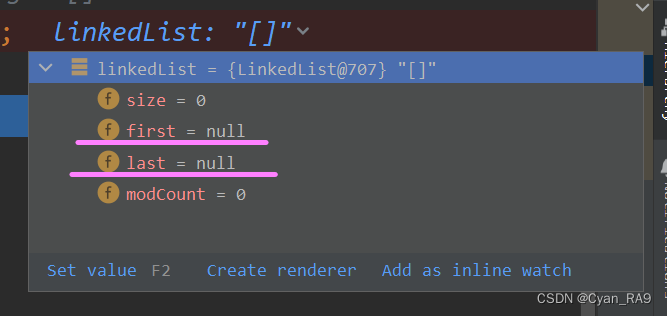 ; linkedList: "[]"
linkedList = {LinkedList@707} "[]"
f size = 0
f first = null
f last = null
f modCount = 0
Set value F2 Create renderer Add as inline watch
CSDN @Cyan_RA9